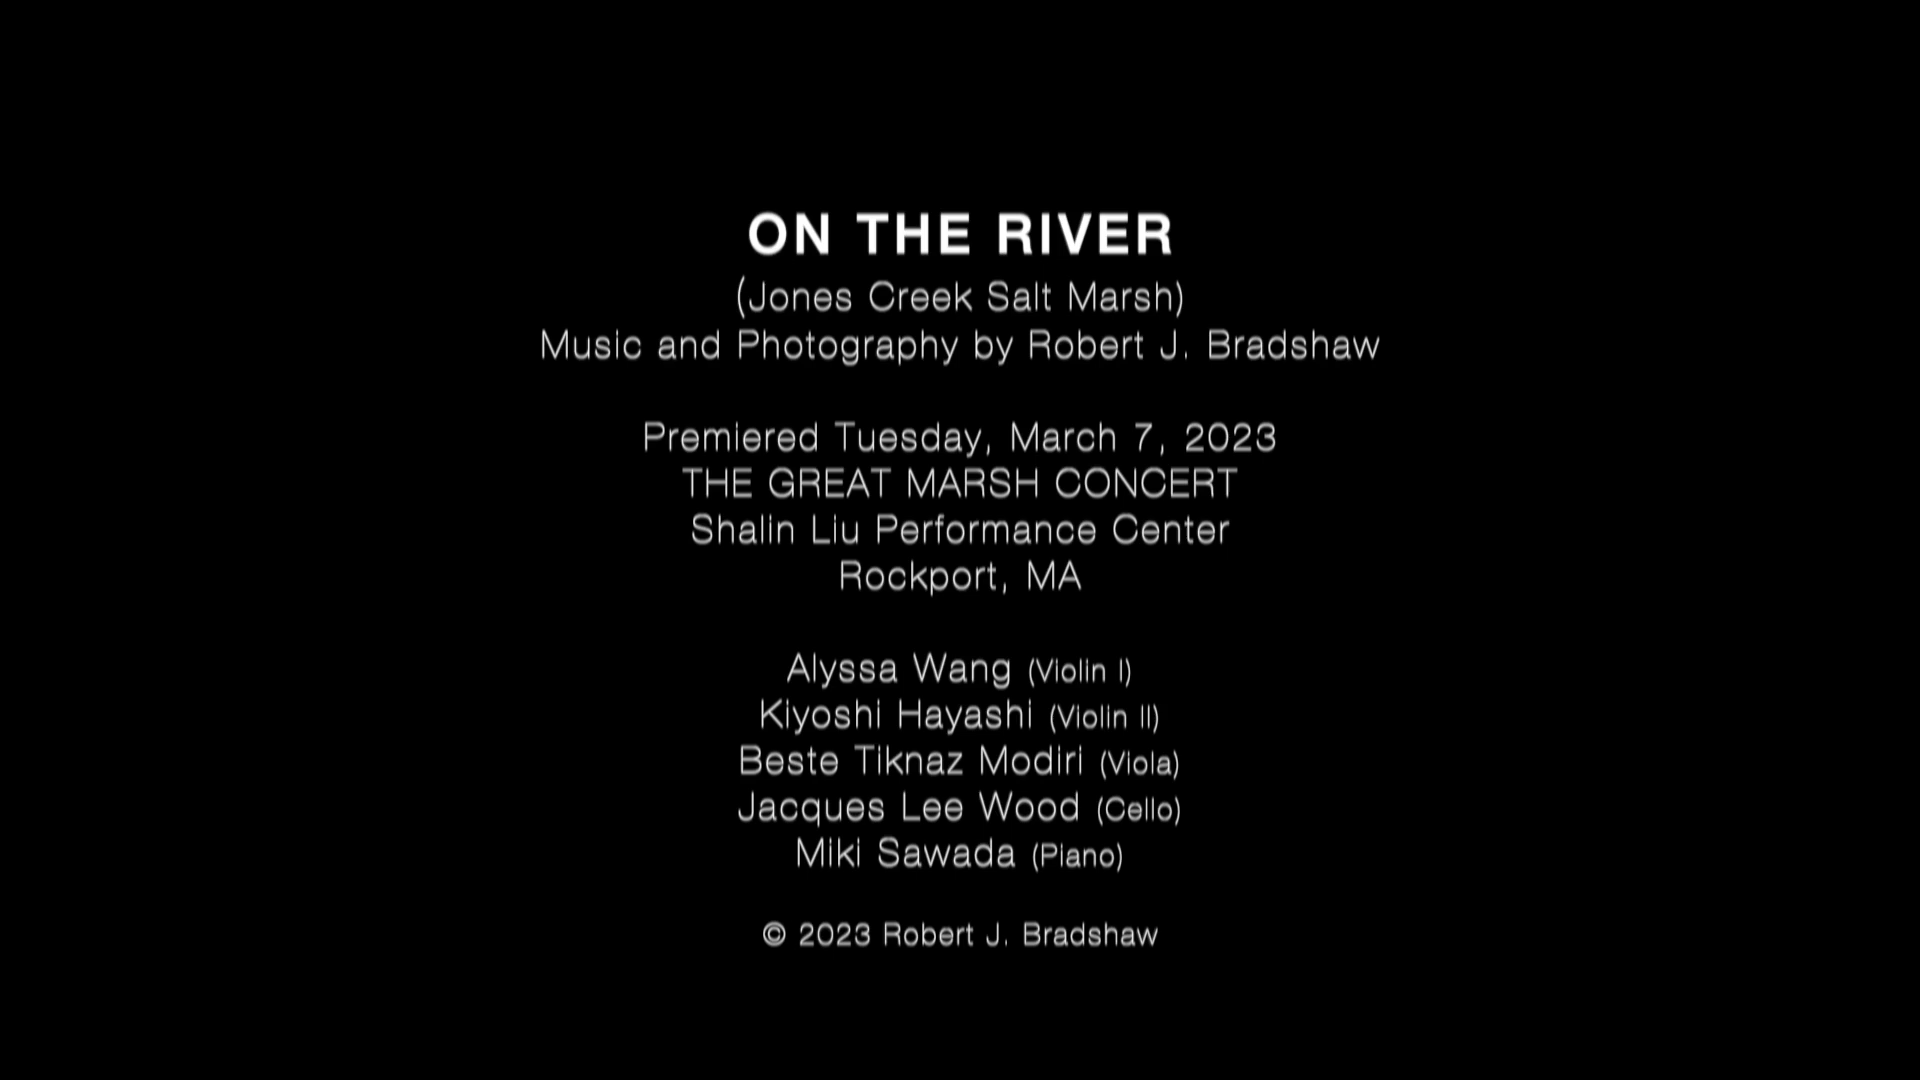 ON THE RIVER
(Jones Creek Salt Marsh)
Music and Photography by Robert J. Bradshaw
Premiered Tuesday, March 7, 2023
THE GREAT MARSH CONCERT
Shalin Liu Performance Center
Rockport, MA
Alyssa Wang (Violin I)
Kiyoshi Hayashi (Violin II)
Beste Tiknaz Modiri (Viola)
Jacques Lee Wood (Cello)
Miki Sawada (Piano)
© 2023 Robert J. Bradshaw